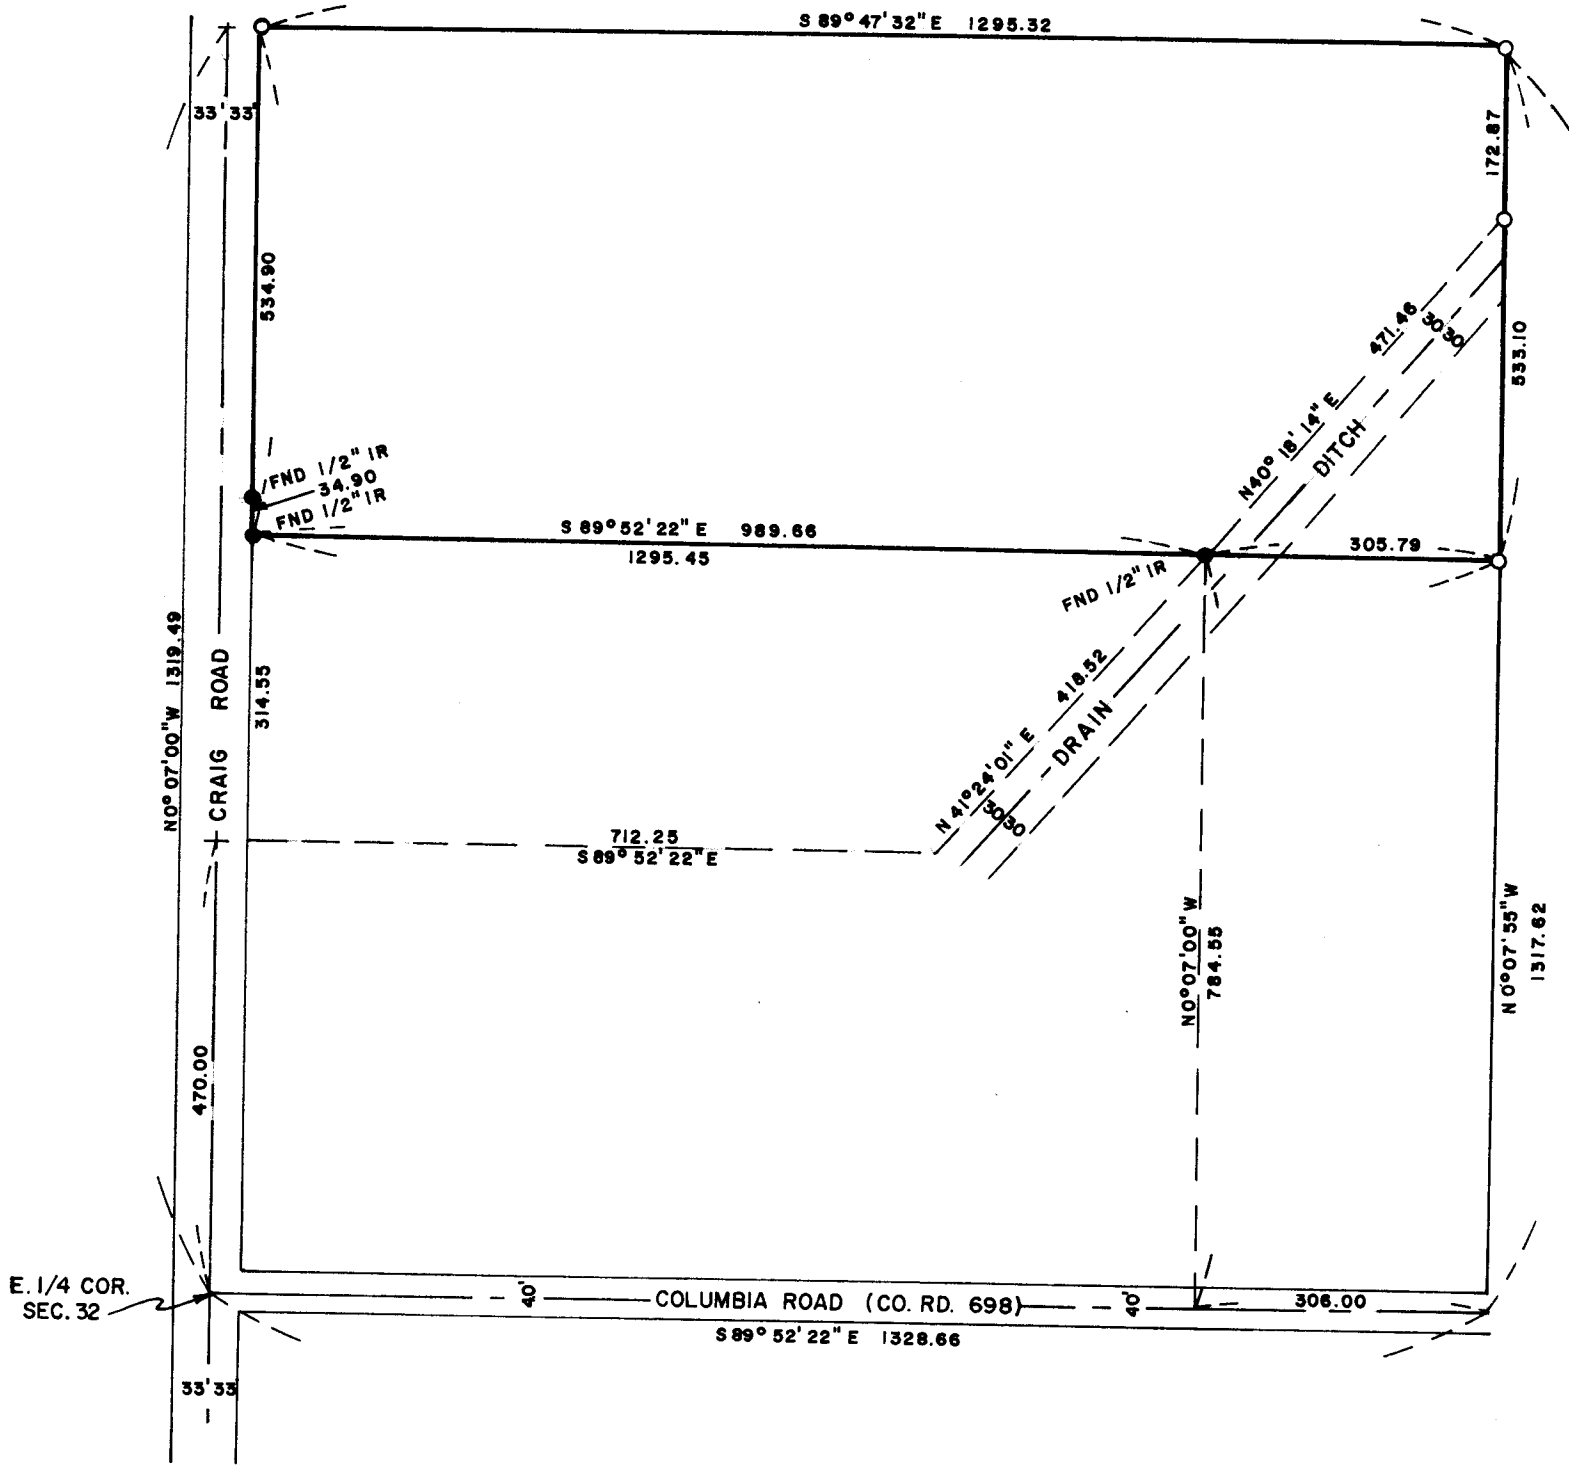 S 89° 47' 32" E 1295.32
33' 33'
172.87
534.90
471.46
30 30
533.10
N40° 18' 14" E
DITCH
FND 1/2" IR
34.90
FND 1/2" IR
S 89° 52' 22" E 989.66
1295.45
305.79
FND 1/2" IR
N0° 07' 00" W 1319.49
CRAIG ROAD
314.55
418.52
DRAIN
N 41° 24' 01" E
30 30
712.25
S 89° 52' 22" E
N0° 07' 00" W
784.55
N 0° 07' 55" W
1317.62
470.00
E. 1/4 COR.
SEC. 32
40'
COLUMBIA ROAD (CO. RD. 698)
40'
306.00
S 89° 52' 22" E 1328.66
33' 33